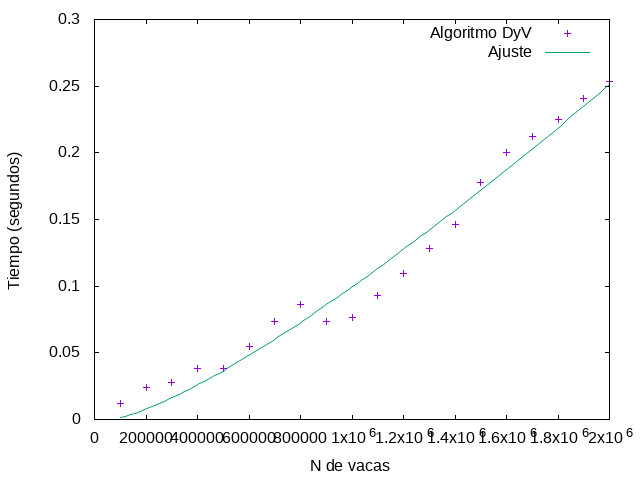 0.3
0.25
0.2
0.15
0.1
0.05
0
Tiempo (segundos)
Algoritmo DyV
Ajuste
0 200000 400000 600000 800000 1x10 6 1.2x10 6 1.4x10 6 1.6x10 6 1.8x10 6 2x10 6
N de vacas